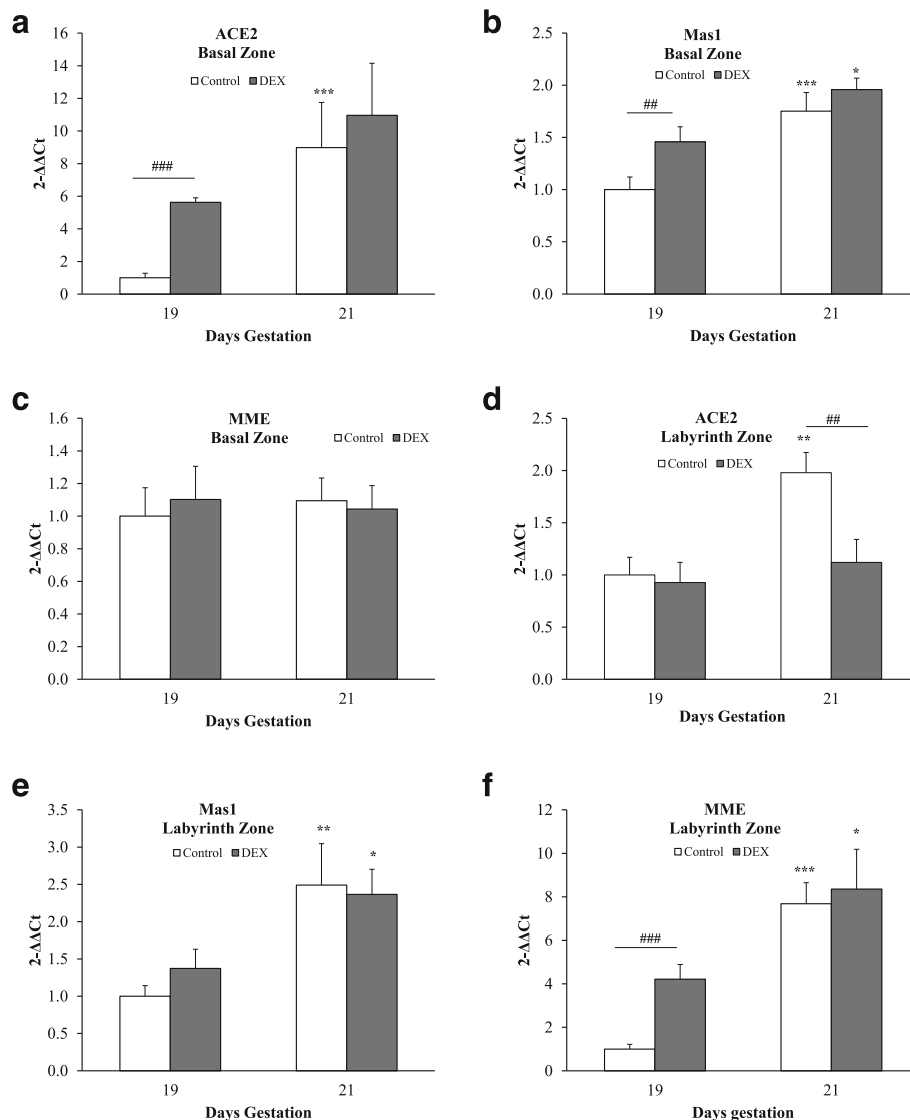 a
ACE2
Basal Zone
Control DEX
2-ΔΔCt
16
14
12
10
8
6
4
2
0
###
***
19 21
Days Gestation
b
Mas1
Basal Zone
Control DEX
2-ΔΔCt
2.5
2.0
1.5
1.0
0.5
0.0
##
***
*
19 21
Days Gestation
c
MME
Basal Zone
Control DEX
2-ΔΔCt
1.6
1.4
1.2
1.0
0.8
0.6
0.4
0.2
0.0
19 21
Days Gestation
d
ACE2
Labyrinth Zone
Control DEX
2-ΔΔCt
2.5
2.0
1.5
1.0
0.5
0.0
##
**
19 21
Days Gestation
e
Mas1
Labyrinth Zone
Control DEX
2-ΔΔCt
3.5
3.0
2.5
2.0
1.5
1.0
0.5
0.0
**
*
19 21
Days Gestation
f
MME
Labyrinth Zone
Control DEX
2-ΔΔCt
12
10
8
6
4
2
0
###
***
*
19 21
Days gestation